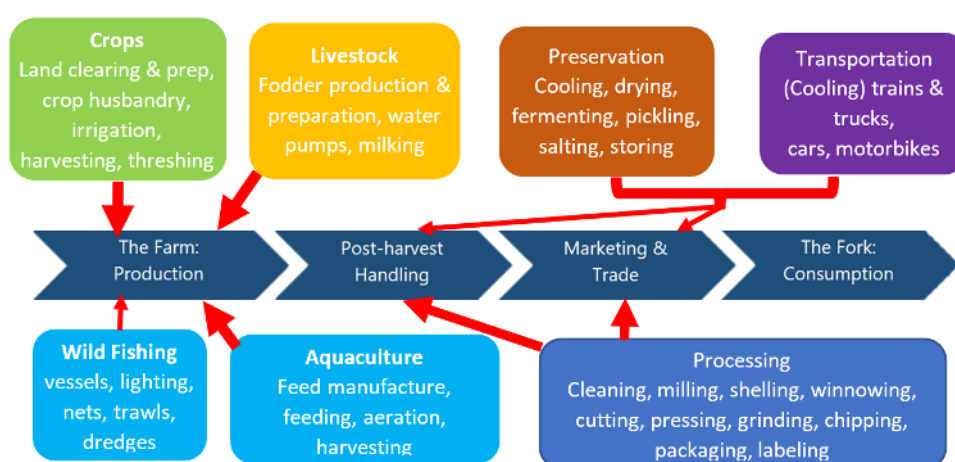 Crops
Land clearing & prep,
crop husbandry,
irrigation,
harvesting, threshing
Livestock
Fodder production &
preparation, water
pumps, milking
Preservation
Cooling, drying,
fermenting, pickling,
salting, storing
Transportation
(Cooling) trains &
trucks,
cars, motorbikes
The Farm:
Production
Post-harvest
Handling
Marketing &
Trade
The Fork:
Consumption
Wild Fishing
vessels, lighting,
nets, trawls,
dredges
Aquaculture
Feed manufacture,
feeding, aeration,
harvesting
Processing
Cleaning, milling, shelling, winnowing,
cutting, pressing, grinding, chipping,
packaging, labeling